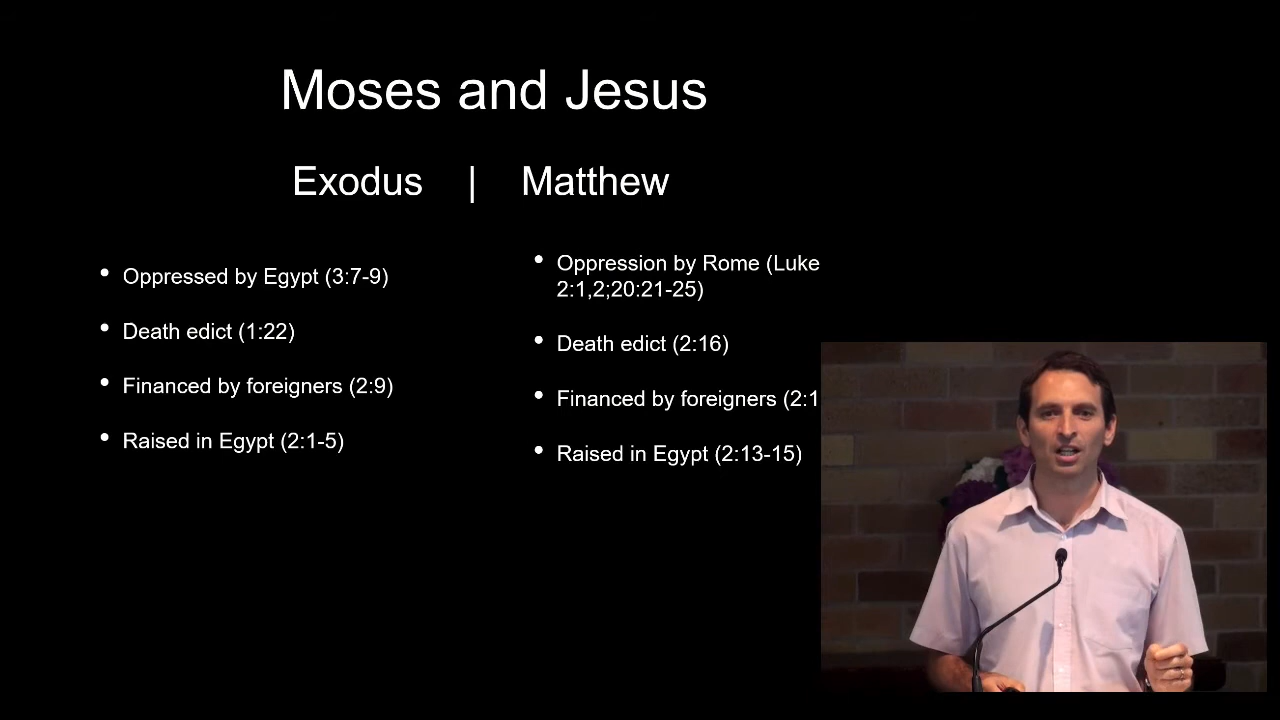 Moses and Jesus
Exodus | Matthew
• Oppressed by Egypt (3:7-9)
• Death edict (1:22)
• Financed by foreigners (2:9)
• Raised in Egypt (2:1-5)
• Oppression by Rome (Luke
2:1,2;20:21-25)
• Death edict (2:16)
• Financed by foreigners (2:1
• Raised in Egypt (2:13-15)